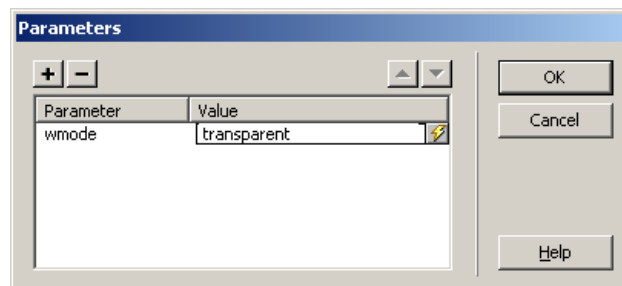 Parameters
+ −
OK
Parameter Value
Cancel
wmode transparent
Help